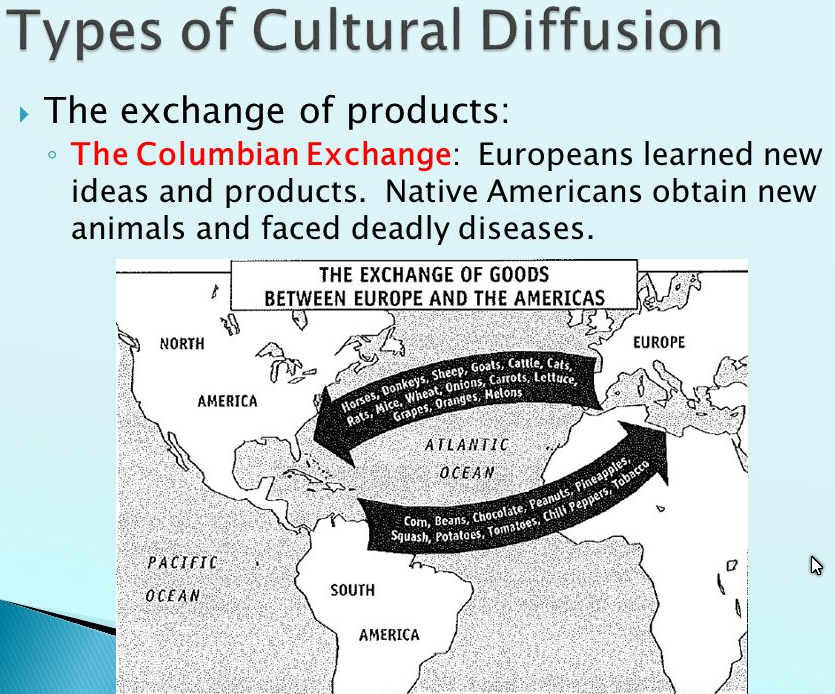 Types of Cultural Diffusion
The exchange of products:
The Columbian Exchange: Europeans learned new
ideas and products. Native Americans obtain new
animals and faced deadly diseases.
THE EXCHANGE OF GOODS
BETWEEN EUROPE AND THE AMERICAS
NORTH
AMERICA
EUROPE
Horses, Donkeys, Sheep, Goats, Cattle, Cats,
Rats, Mice, Wheat, Onions, Carrots, Lettuce,
Grapes, Oranges, Melons
ATLANTIC
OCEAN
Corn, Beans, Chocolate, Peanuts, Pineapples,
Squash, Potatoes, Tomatoes, Chili Peppers, Tobacco
PACIFIC
OCEAN
SOUTH
AMERICA